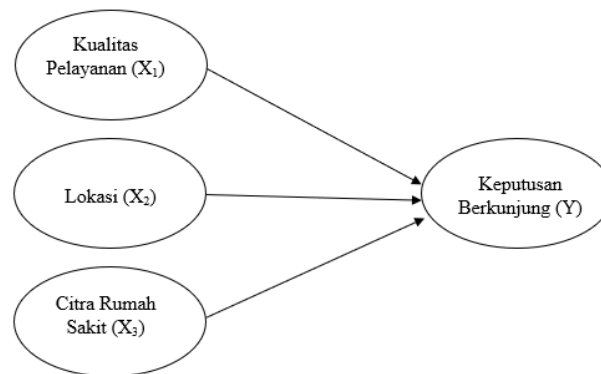 Kualitas
Pelayanan (X₁)
Lokasi (X₂)
Keputusan
Berkunjung (Y)
Citra Rumah
Sakit (X₃)